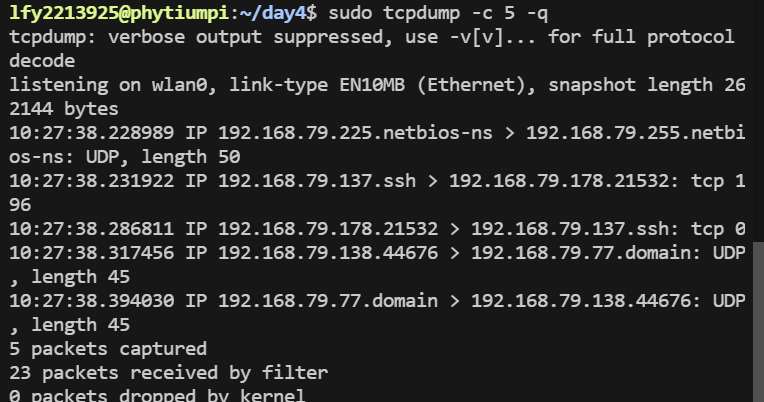 lfy2213925@phytiumpi:~/day4$ sudo tcpdump -c 5 -q
tcpdump: verbose output suppressed, use -v[v]... for full protocol
decode
listening on wlan0, link-type EN10MB (Ethernet), snapshot length 26
2144 bytes
10:27:38.228989 IP 192.168.79.225.netbios-ns > 192.168.79.255.netbi
os-ns: UDP, length 50
10:27:38.231922 IP 192.168.79.137.ssh > 192.168.79.178.21532: tcp 1
96
10:27:38.286811 IP 192.168.79.178.21532 > 192.168.79.137.ssh: tcp 0
10:27:38.317456 IP 192.168.79.138.44676 > 192.168.79.77.domain: UDP
, length 45
10:27:38.394030 IP 192.168.79.77.domain > 192.168.79.138.44676: UDP
, length 45
5 packets captured
23 packets received by filter
0 packets dropped by kernel